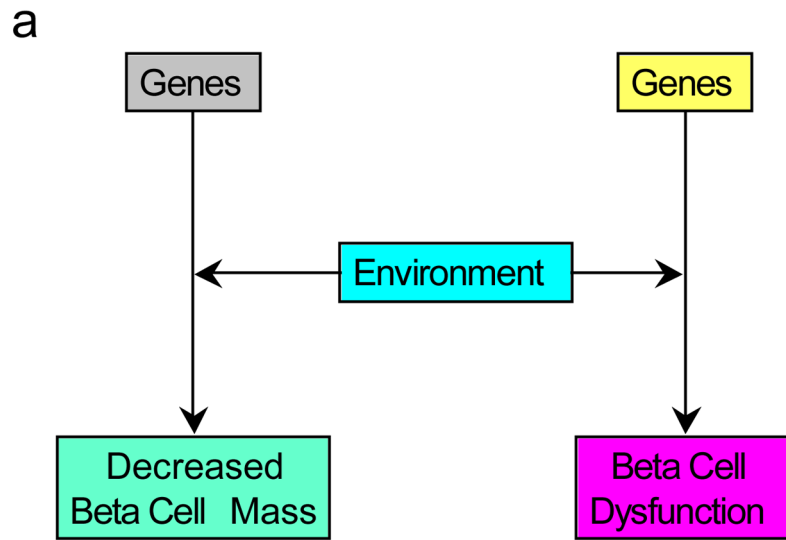 a
Genes
Genes
Environment
Decreased
Beta Cell Mass
Beta Cell
Dysfunction